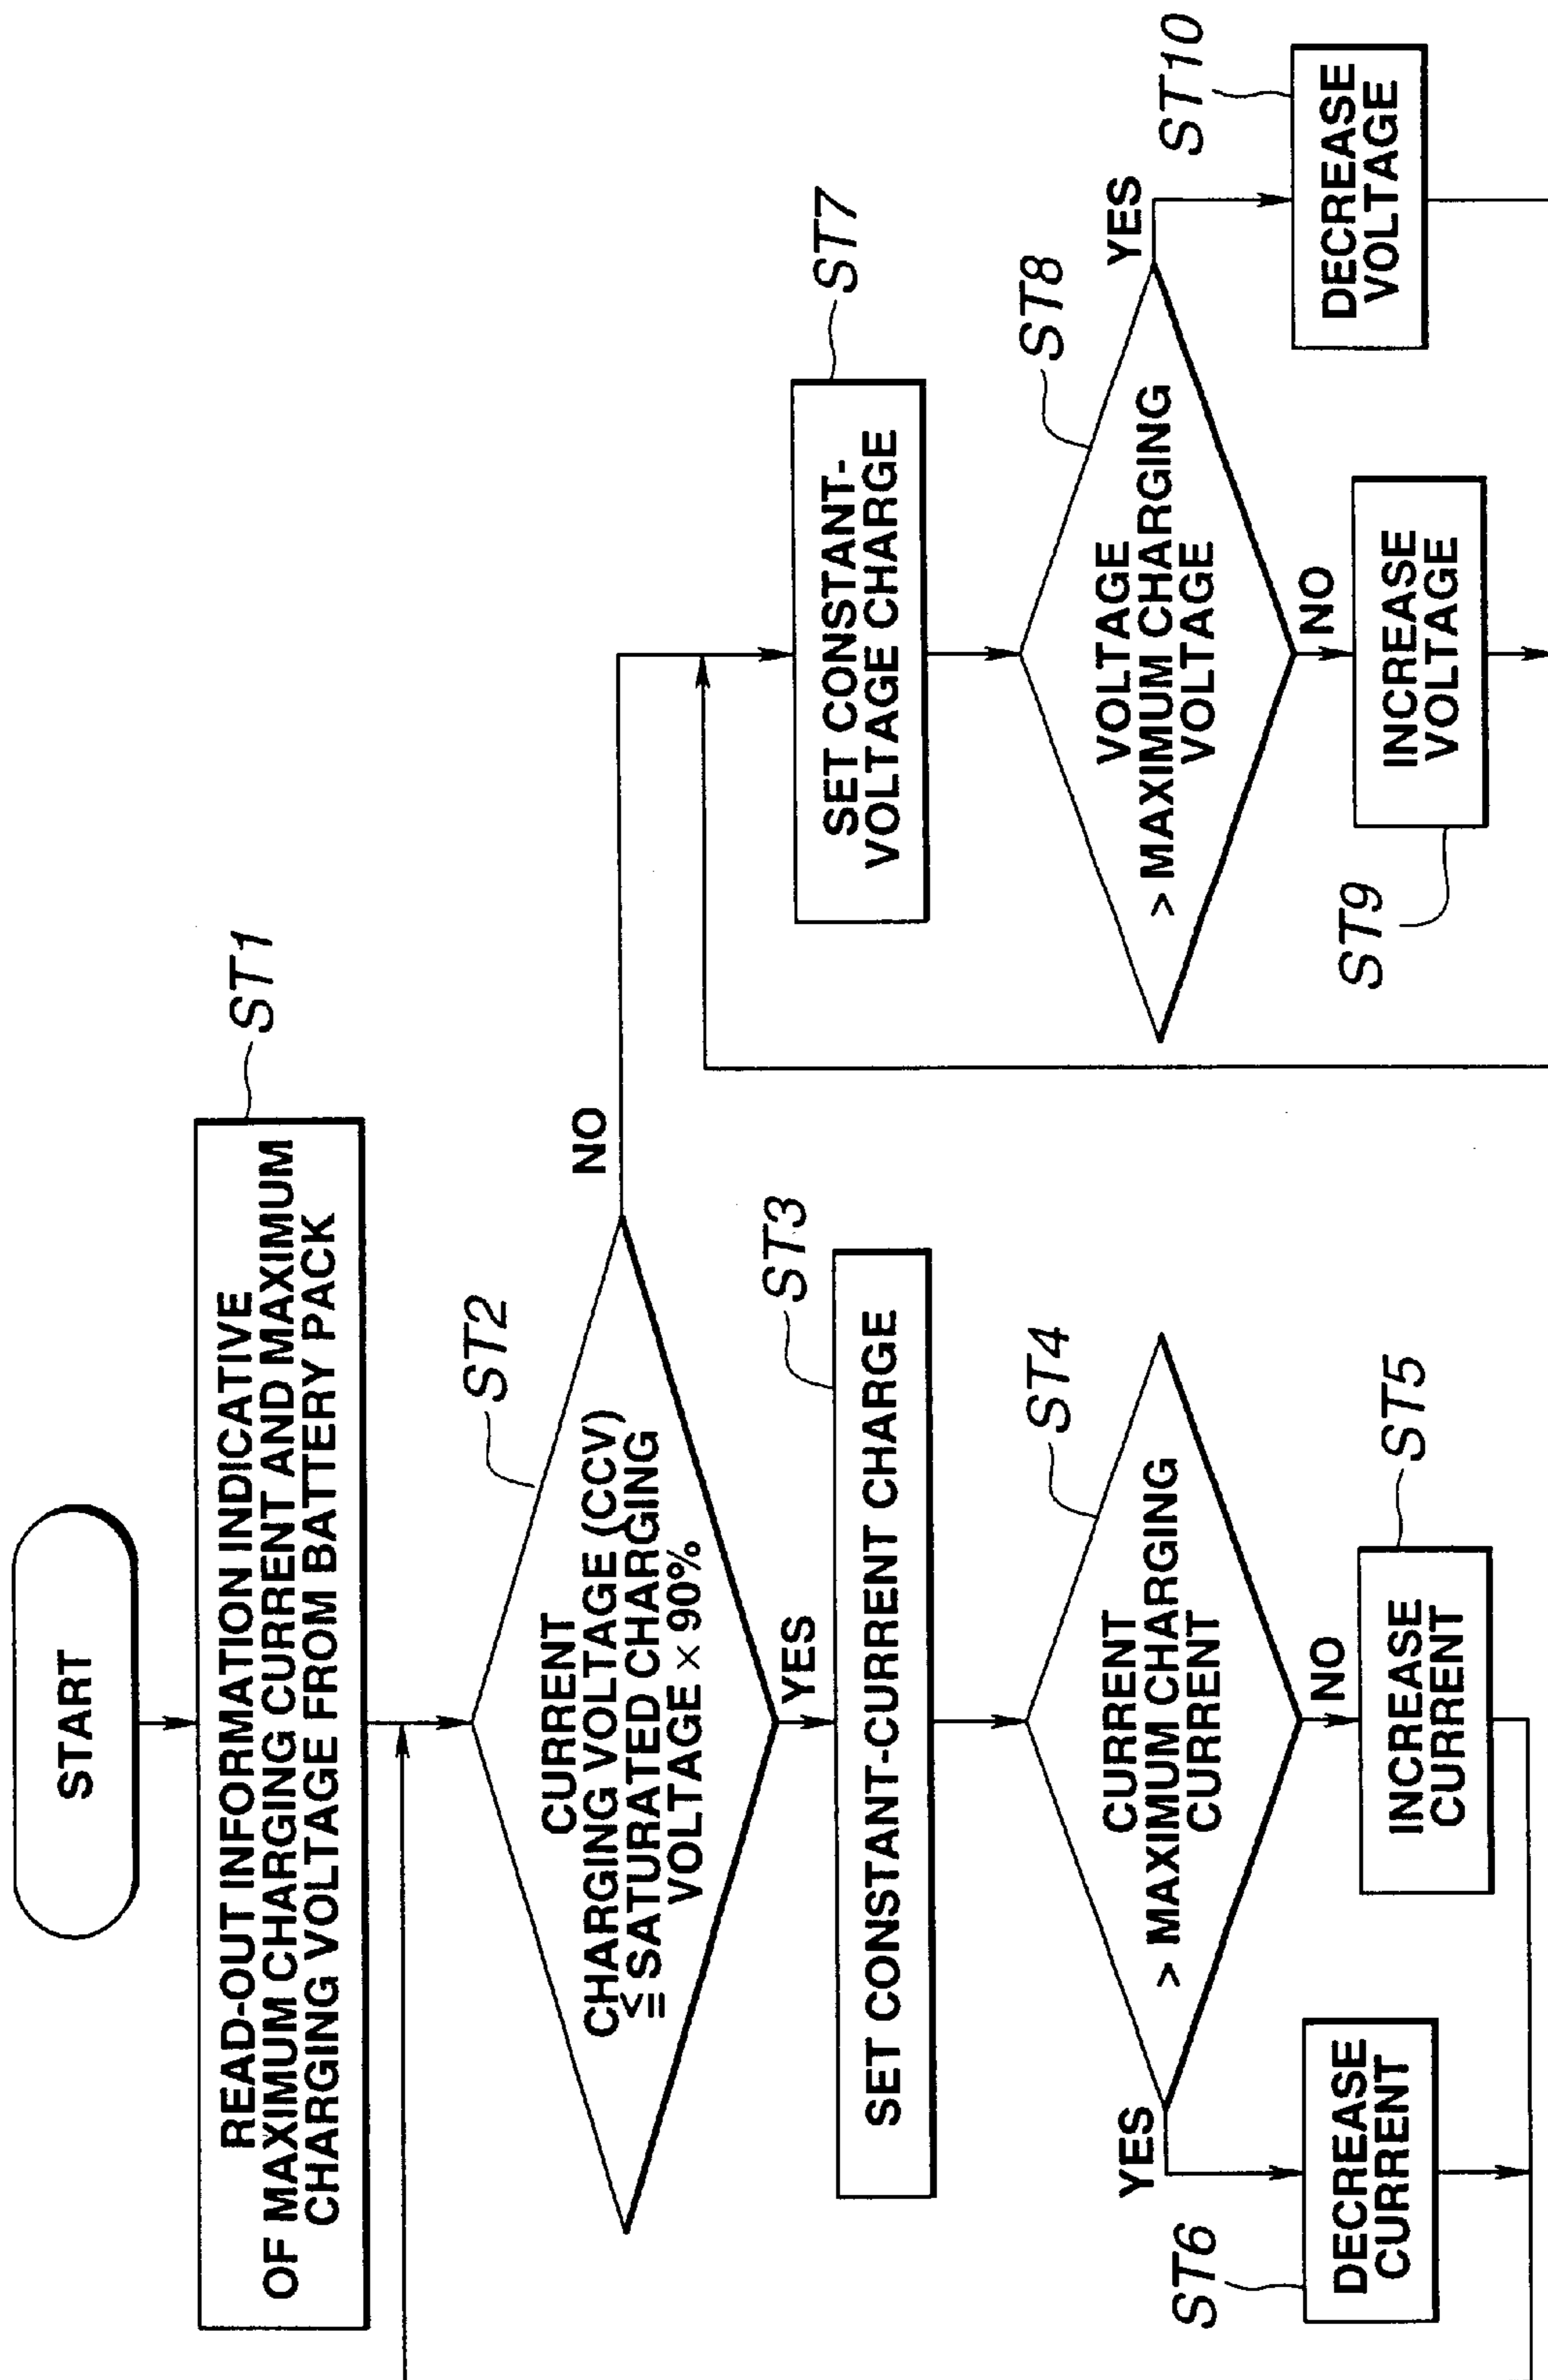 START
READ-OUT INFORMATION INDICATIVE
OF MAXIMUM CHARGING CURRENT AND MAXIMUM
CHARGING VOLTAGE FROM BATTERY PACK
ST1
CURRENT
CHARGING VOLTAGE (CCV)
≦ SATURATED CHARGING
VOLTAGE × 90%
ST2
NO
YES
SET CONSTANT-CURRENT CHARGE
ST3
CURRENT
> MAXIMUM CHARGING
CURRENT
ST4
YES
NO
DECREASE
CURRENT
ST6
INCREASE
CURRENT
ST5
SET CONSTANT-
VOLTAGE CHARGE
ST7
VOLTAGE
> MAXIMUM CHARGING
VOLTAGE
ST8
YES
NO
INCREASE
VOLTAGE
ST9
DECREASE
VOLTAGE
ST10